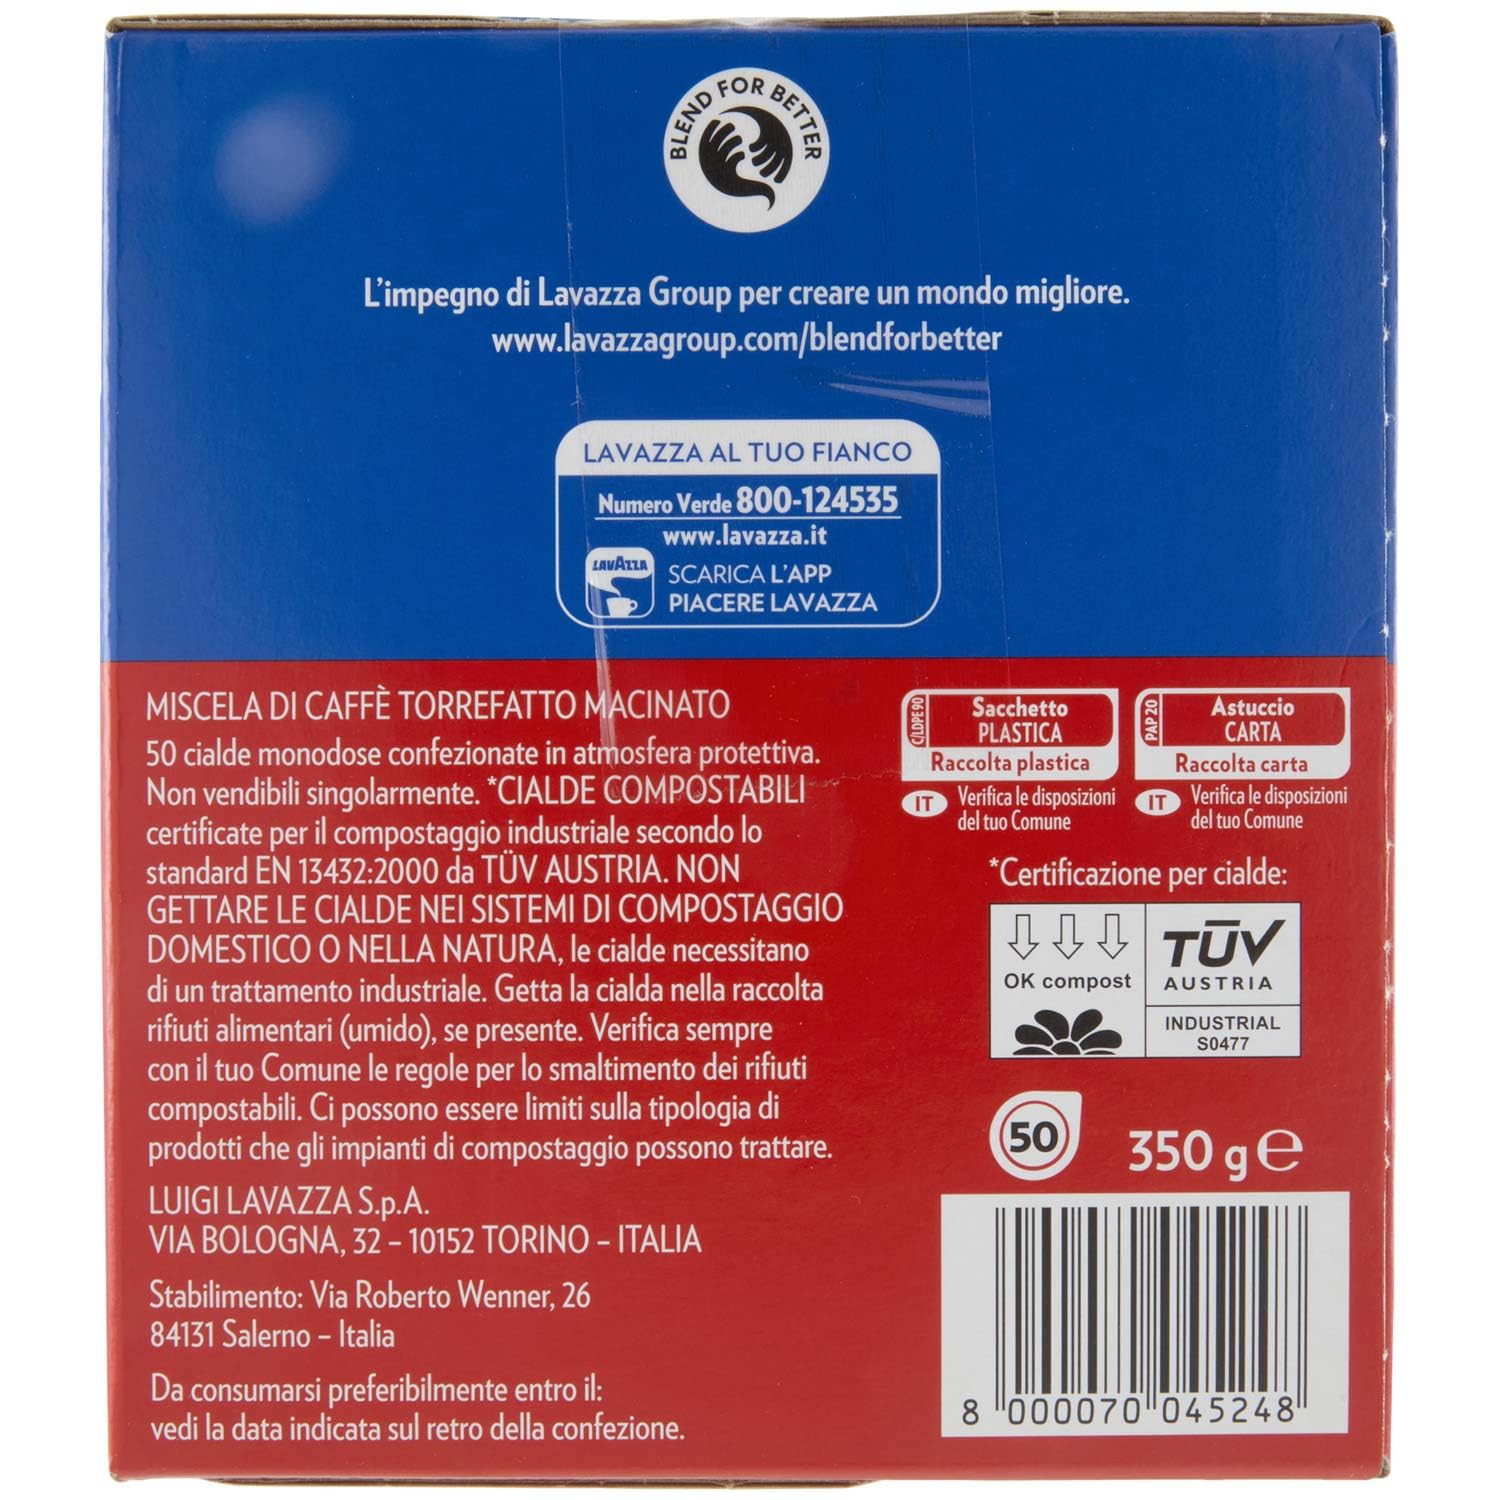 BLEND FOR BETTER
L'impegno di Lavazza Group per creare un mondo migliore.
www.lavazzagroup.com/blendforbetter
LAVAZZA AL TUO FIANCO
Numero Verde 800-124535
www.lavazza.it
LAVAZZA
SCARICA L'APP
PIACERE LAVAZZA
MISCELA DI CAFFÈ TORREFATTO MACINATO
50 cialde monodose confezionate in atmosfera protettiva.
Non vendibili singolarmente. *CIALDE COMPOSTABILI
certificate per il compostaggio industriale secondo lo
standard EN 13432:2000 da TÜV AUSTRIA. NON
GETTARE LE CIALDE NEI SISTEMI DI COMPOSTAGGIO
DOMESTICO O NELLA NATURA, le cialde necessitano
di un trattamento industriale. Getta la cialda nella raccolta
rifiuti alimentari (umido), se presente. Verifica sempre
con il tuo Comune le regole per lo smaltimento dei rifiuti
compostabili. Ci possono essere limiti sulla tipologia di
prodotti che gli impianti di compostaggio possono trattare.
LUIGI LAVAZZA S.p.A.
VIA BOLOGNA, 32 – 10152 TORINO – ITALIA
Stabilimento: Via Roberto Wenner, 26
84131 Salerno – Italia
Da consumarsi preferibilmente entro il:
vedi la data indicata sul retro della confezione.
C/LDPE 90
Sacchetto
PLASTICA
Raccolta plastica
IT
Verifica le disposizioni
del tuo Comune
PAP 20
Astuccio
CARTA
Raccolta carta
IT
Verifica le disposizioni
del tuo Comune
*Certificazione per cialde:
OK compost
TÜV
AUSTRIA
INDUSTRIAL
S0477
50
350 g e
8 000070 045248